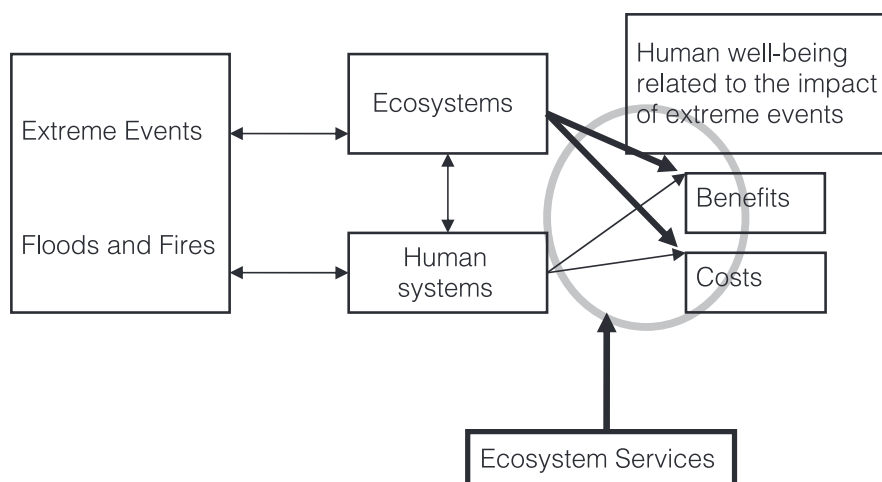 Extreme Events
Floods and Fires
Ecosystems
Human
systems
Human well-being
related to the impact
of extreme events
Benefits
Costs
Ecosystem Services